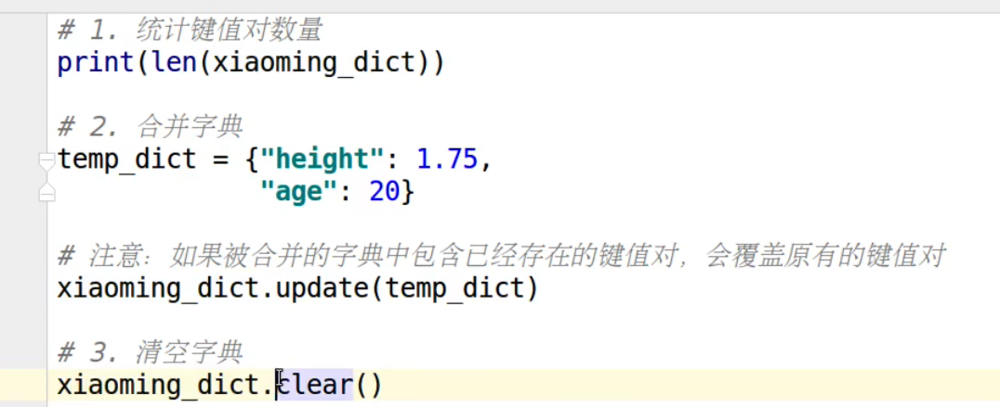 # 1. 统计键值对数量
print(len(xiaoming_dict))
# 2. 合并字典
temp_dict = {"height": 1.75,
"age": 20}
# 注意：如果被合并的字典中包含已经存在的键值对，会覆盖原有的键值对
xiaoming_dict.update(temp_dict)
# 3. 清空字典
xiaoming_dict.clear()